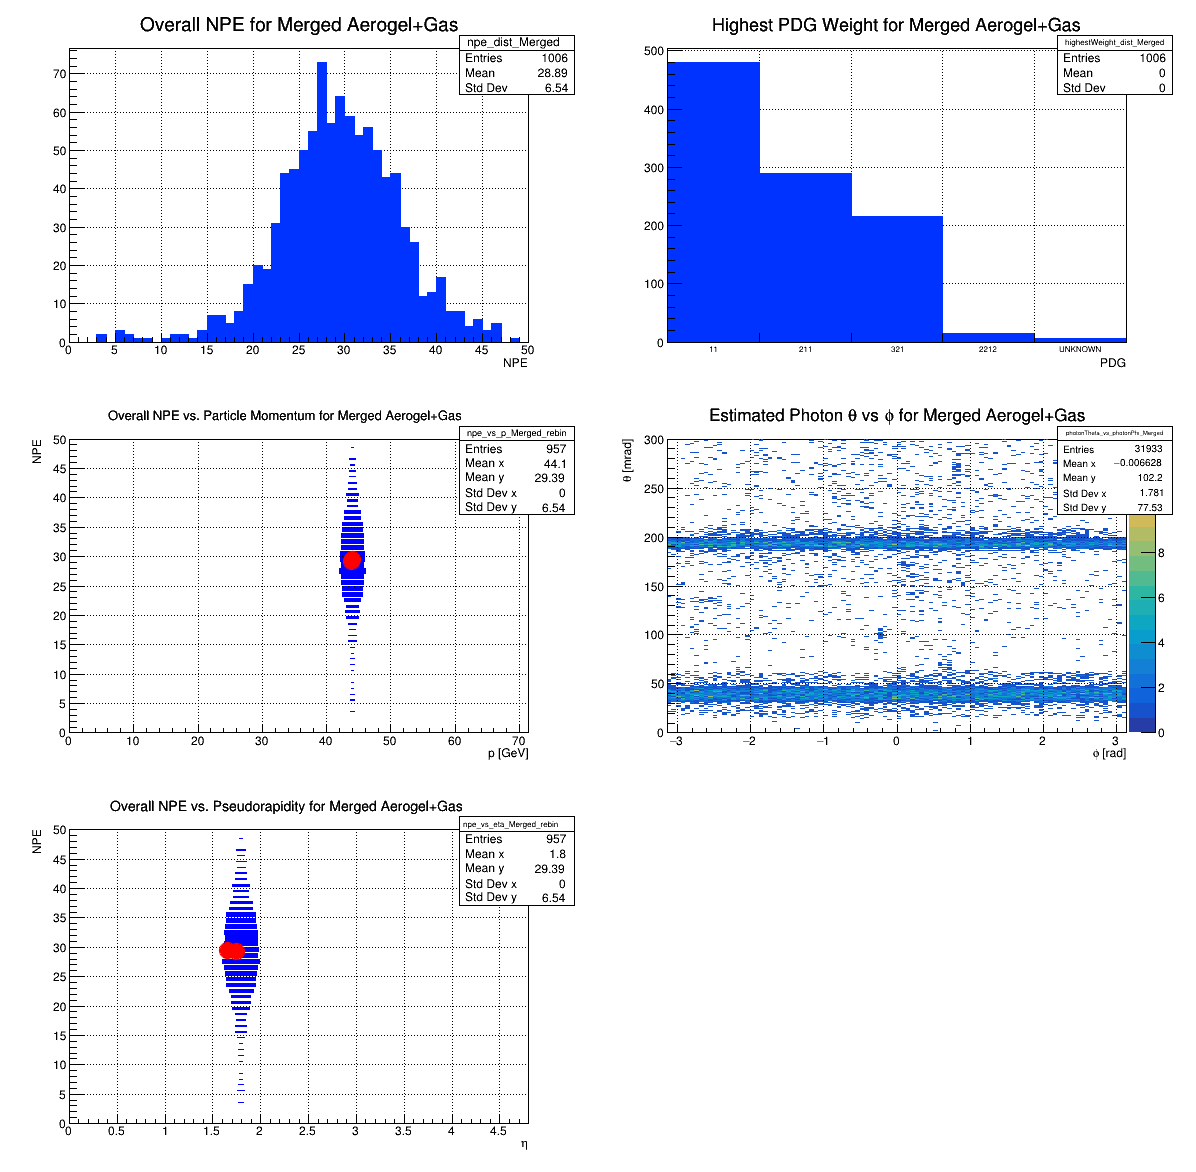 Overall NPE for Merged Aerogel+Gas
npe_dist_Merged
Entries 1006
Mean 28.89
Std Dev 6.54
70
60
50
40
30
20
10
0
0 5 10 15 20 25 30 35 40 45 50
NPE
Highest PDG Weight for Merged Aerogel+Gas
highestWeight_dist_Merged
Entries 1006
Mean 0
Std Dev 0
500
400
300
200
100
0
11 211 321 2212 UNKNOWN
PDG
Overall NPE vs. Particle Momentum for Merged Aerogel+Gas
NPE
npe_vs_p_Merged_rebin
Entries 957
Mean x 44.1
Mean y 29.39
Std Dev x 0
Std Dev y 6.54
50
45
40
35
30
25
20
15
10
5
0
0 10 20 30 40 50 60 70
p [GeV]
Estimated Photon θ vs ϕ for Merged Aerogel+Gas
θ [mrad]
photonTheta_vs_photonPhi_Merged
Entries 31933
Mean x −0.006628
Mean y 102.2
Std Dev x 1.781
Std Dev y 77.53
300
250
200
150
100
50
0
−3 −2 −1 0 1 2 3
ϕ [rad]
8
6
4
2
0
Overall NPE vs. Pseudorapidity for Merged Aerogel+Gas
NPE
npe_vs_eta_Merged_rebin
Entries 957
Mean x 1.8
Mean y 29.39
Std Dev x 0
Std Dev y 6.54
50
45
40
35
30
25
20
15
10
5
0
0 0.5 1 1.5 2 2.5 3 3.5 4 4.5
η